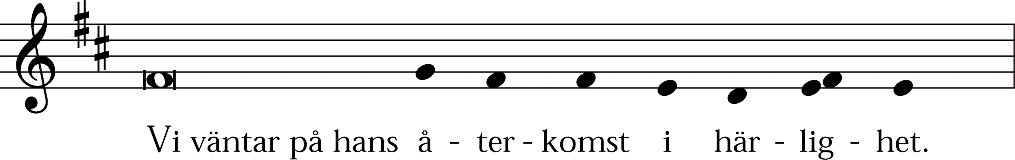 Vi väntar på hans å - ter - komst i här - lig - het.